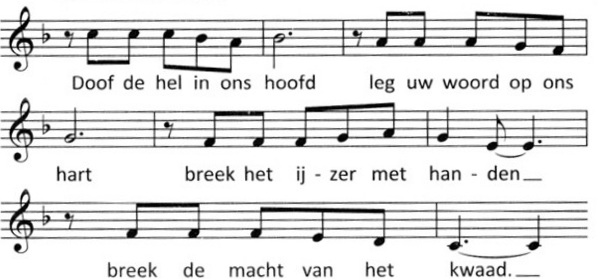 Doof de hel in ons hoofd leg uw woord op ons
hart breek het ij - zer met han - den
breek de macht van het kwaad.